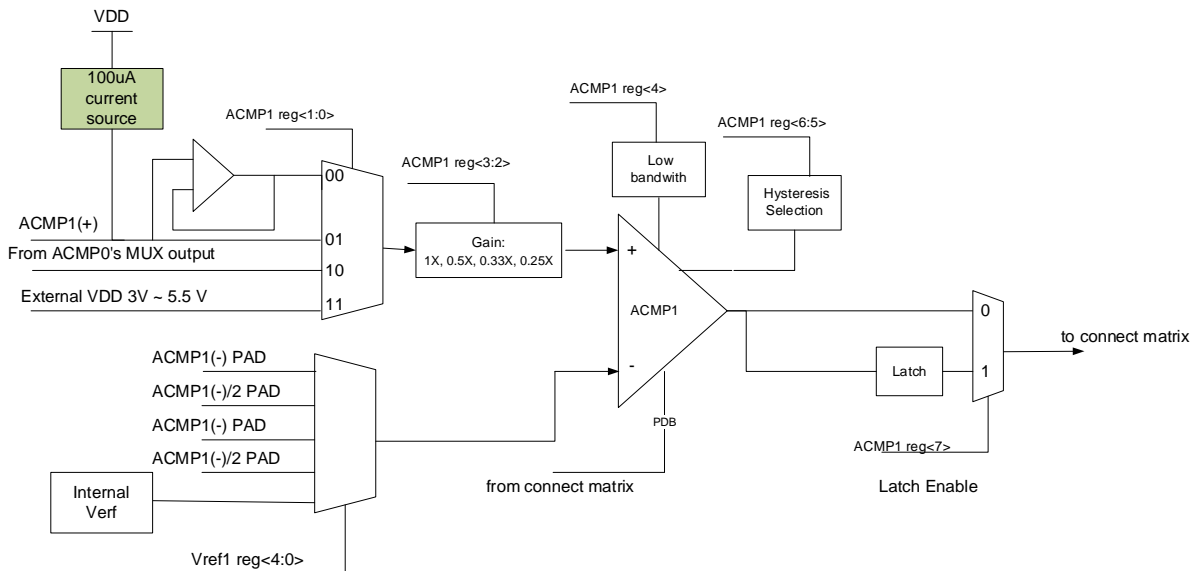 VDD
100uA
current
source
ACMP1 reg<1:0>
ACMP1 reg<3:2>
ACMP1 reg<4>
ACMP1 reg<6:5>
Low
bandwith
Hysteresis
Selection
00
01
10
11
ACMP1(+)
From ACMP0's MUX output
External VDD 3V ~ 5.5 V
Gain:
1X, 0.5X, 0.33X, 0.25X
+
ACMP1
-
0
1
to connect matrix
Latch
ACMP1(-) PAD
ACMP1(-)/2 PAD
ACMP1(-) PAD
ACMP1(-)/2 PAD
PDB
ACMP1 reg<7>
Internal
Verf
from connect matrix
Latch Enable
Vref1 reg<4:0>